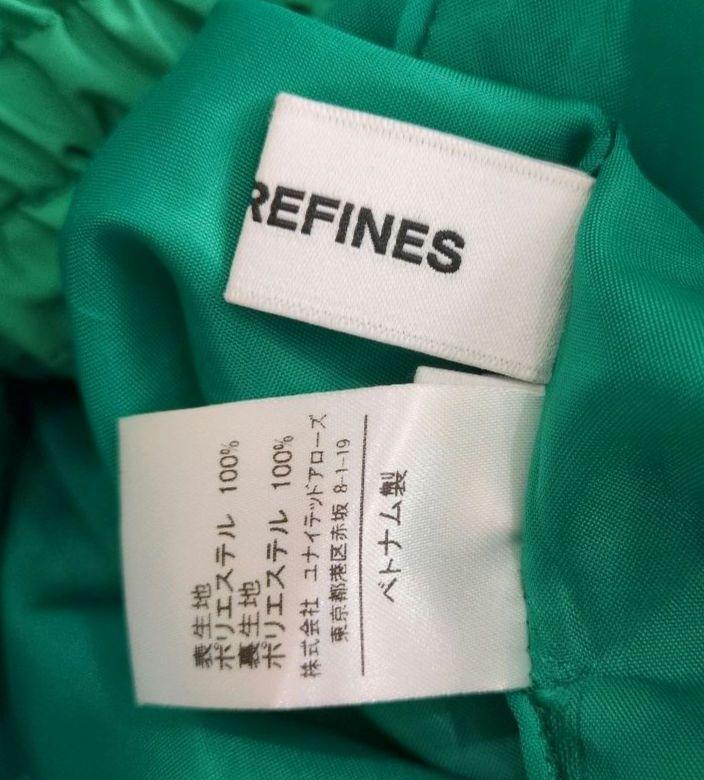 REFINES
表生地
ポリエステル 100%
裏生地
ポリエステル 100%
株式会社 ユナイテッドアローズ
東京都港区赤坂 8-1-19
ベトナム製